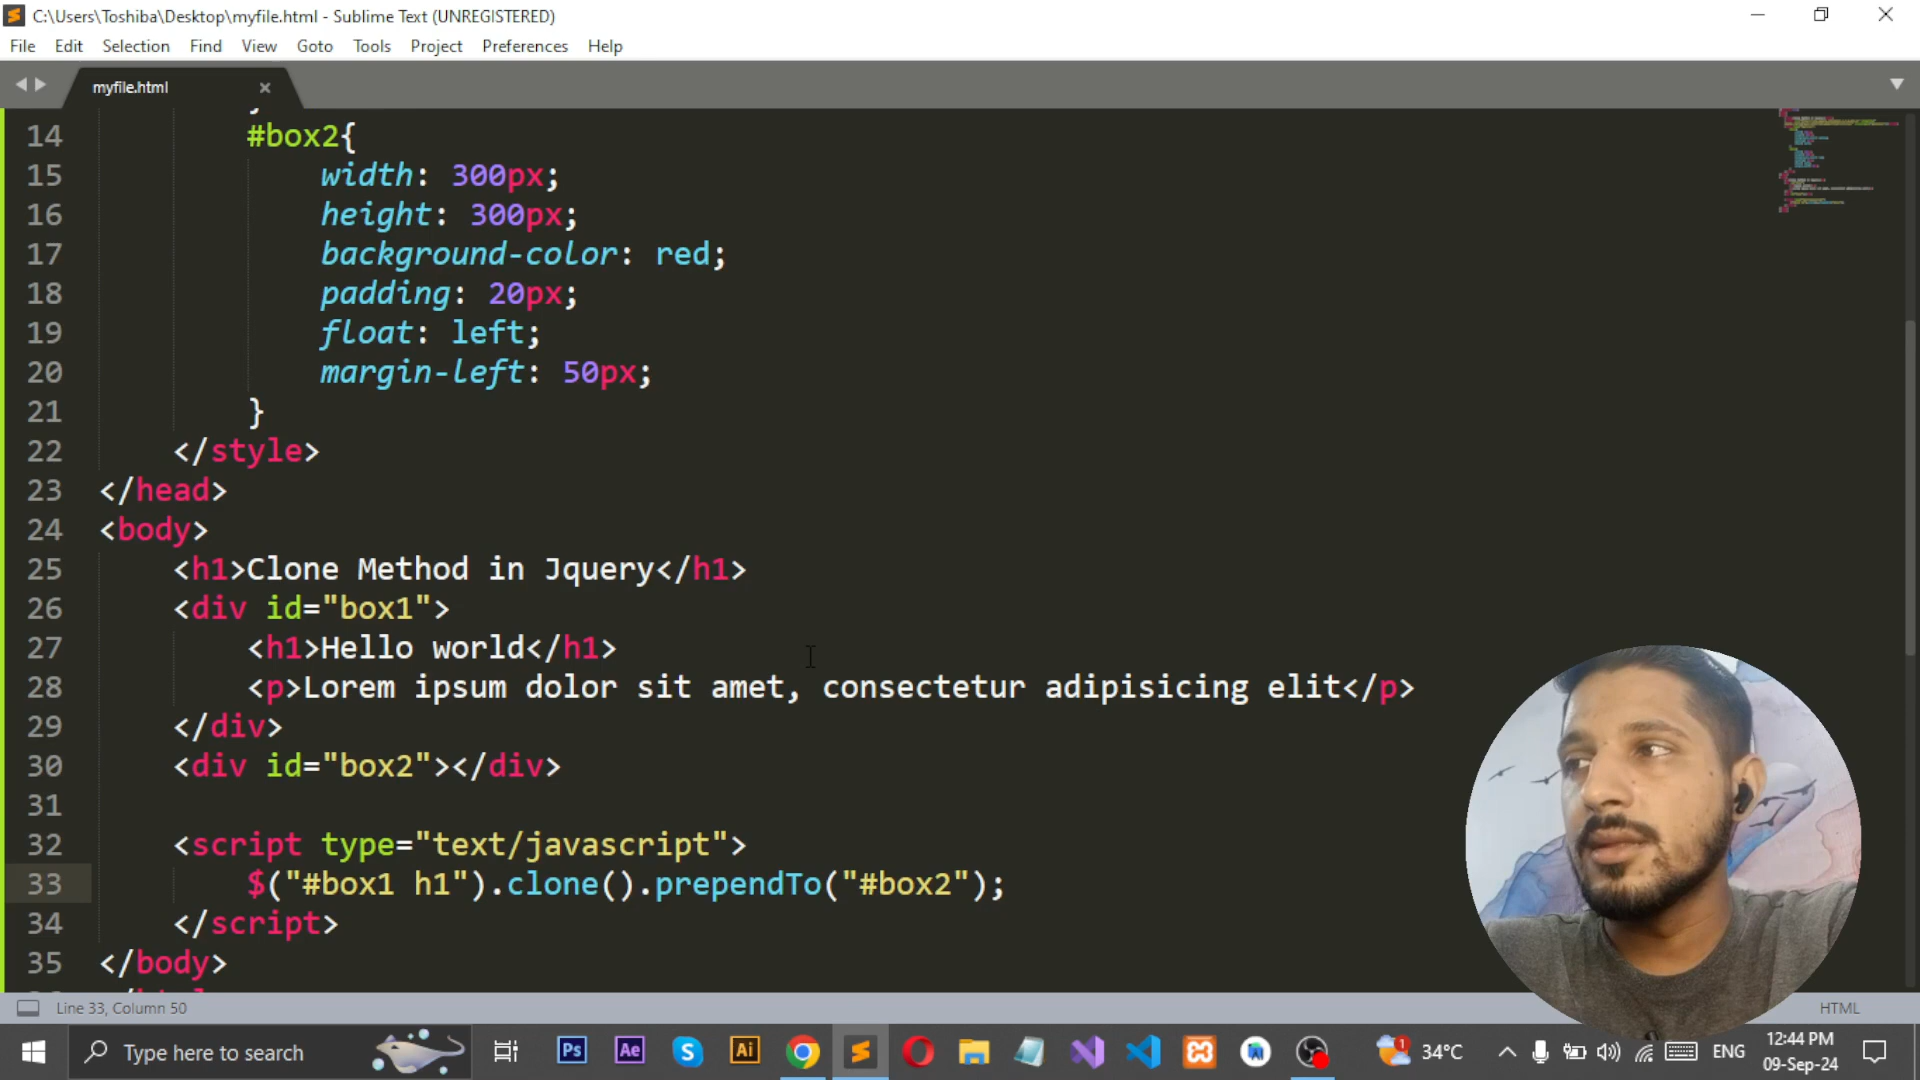 C:\Users\Toshiba\Desktop\myfile.html - Sublime Text (UNREGISTERED)
File Edit Selection Find View Goto Tools Project Preferences Help
myfile.html
14 #box2{
15 width: 300px;
16 height: 300px;
17 background-color: red;
18 padding: 20px;
19 float: left;
20 margin-left: 50px;
21 }
22 </style>
23 </head>
24 <body>
25 <h1>Clone Method in Jquery</h1>
26 <div id="box1">
27 <h1>Hello world</h1>
28 <p>Lorem ipsum dolor sit amet, consectetur adipisicing elit</p>
29 </div>
30 <div id="box2"></div>
31
32 <script type="text/javascript">
33 $("#box1 h1").clone().prependTo("#box2");
34 </script>
35 </body>
Line 33, Column 50 HTML
Type here to search Ps Ae Ai 1 34°C ENG 12:44 PM
09-Sep-24